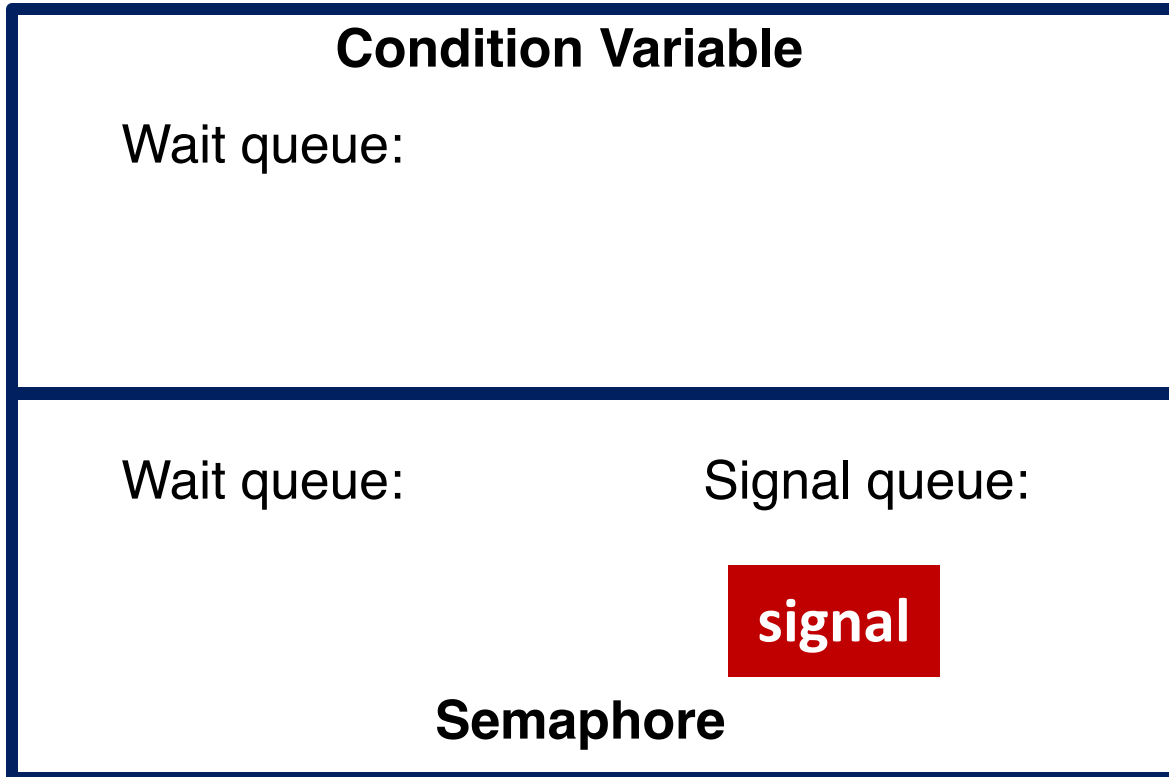 Condition Variable
Wait queue:
Wait queue: Signal queue:
signal
Semaphore